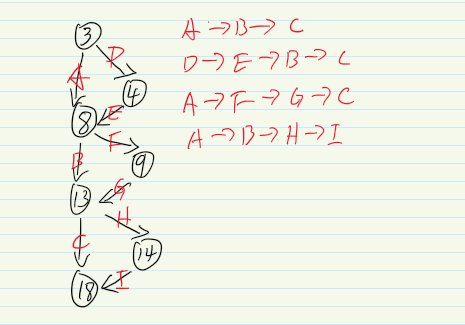 3
A → B → C
D
D → E → B → C
A
4
E
A → F → G → C
8
F
A → B → H → I
B
9
G
13
H
C
14
I
18